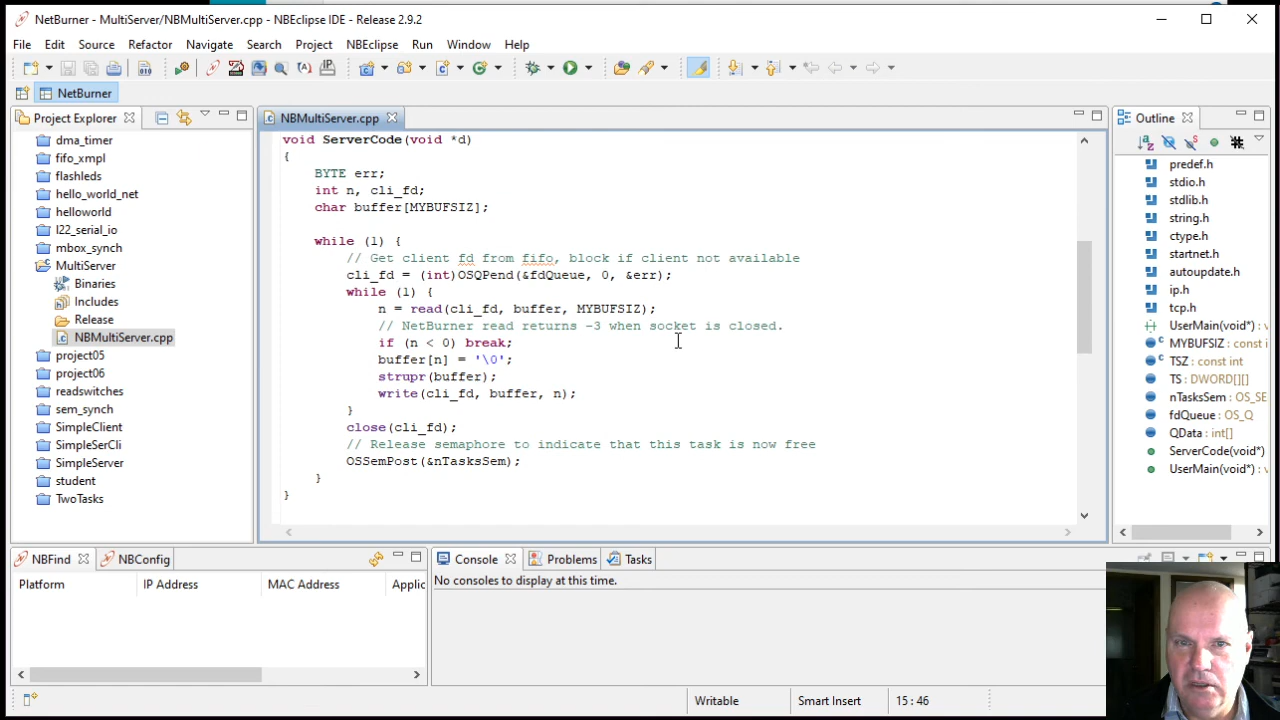 NetBurner - MultiServer/NBMultiServer.cpp - NBEclipse IDE - Release 2.9.2
File Edit Source Refactor Navigate Search Project NBEclipse Run Window Help
NetBurner
Project Explorer
dma_timer
fifo_xmpl
flashleds
hello_world_net
helloworld
l22_serial_io
mbox_synch
MultiServer
Binaries
Includes
Release
NBMultiServer.cpp
project05
project06
readswitches
sem_synch
SimpleClient
SimpleSerCli
SimpleServer
student
TwoTasks
NBMultiServer.cpp
void ServerCode(void *d)
{
BYTE err;
int n, cli_fd;
char buffer[MYBUFSIZ];
while (1) {
// Get client fd from fifo, block if client not available
cli_fd = (int)OSQPend(&fdQueue, 0, &err);
while (1) {
n = read(cli_fd, buffer, MYBUFSIZ);
// NetBurner read returns -3 when socket is closed.
if (n < 0) break;
buffer[n] = '\0';
strupr(buffer);
write(cli_fd, buffer, n);
}
close(cli_fd);
// Release semaphore to indicate that this task is now free
OSSemPost(&nTasksSem);
}
}
Outline
predef.h
stdio.h
stdlib.h
string.h
ctype.h
startnet.h
autoupdate.h
ip.h
tcp.h
UserMain(void*) :
MYBUFSIZ : const i
TSZ : const int
TS : DWORD[][]
nTasksSem : OS_SE
fdQueue : OS_Q
QData : int[]
ServerCode(void*)
UserMain(void*) :
NBFind NBConfig
Platform IP Address MAC Address Applic
Console Problems Tasks
No consoles to display at this time.
Writable Smart Insert 15 : 46